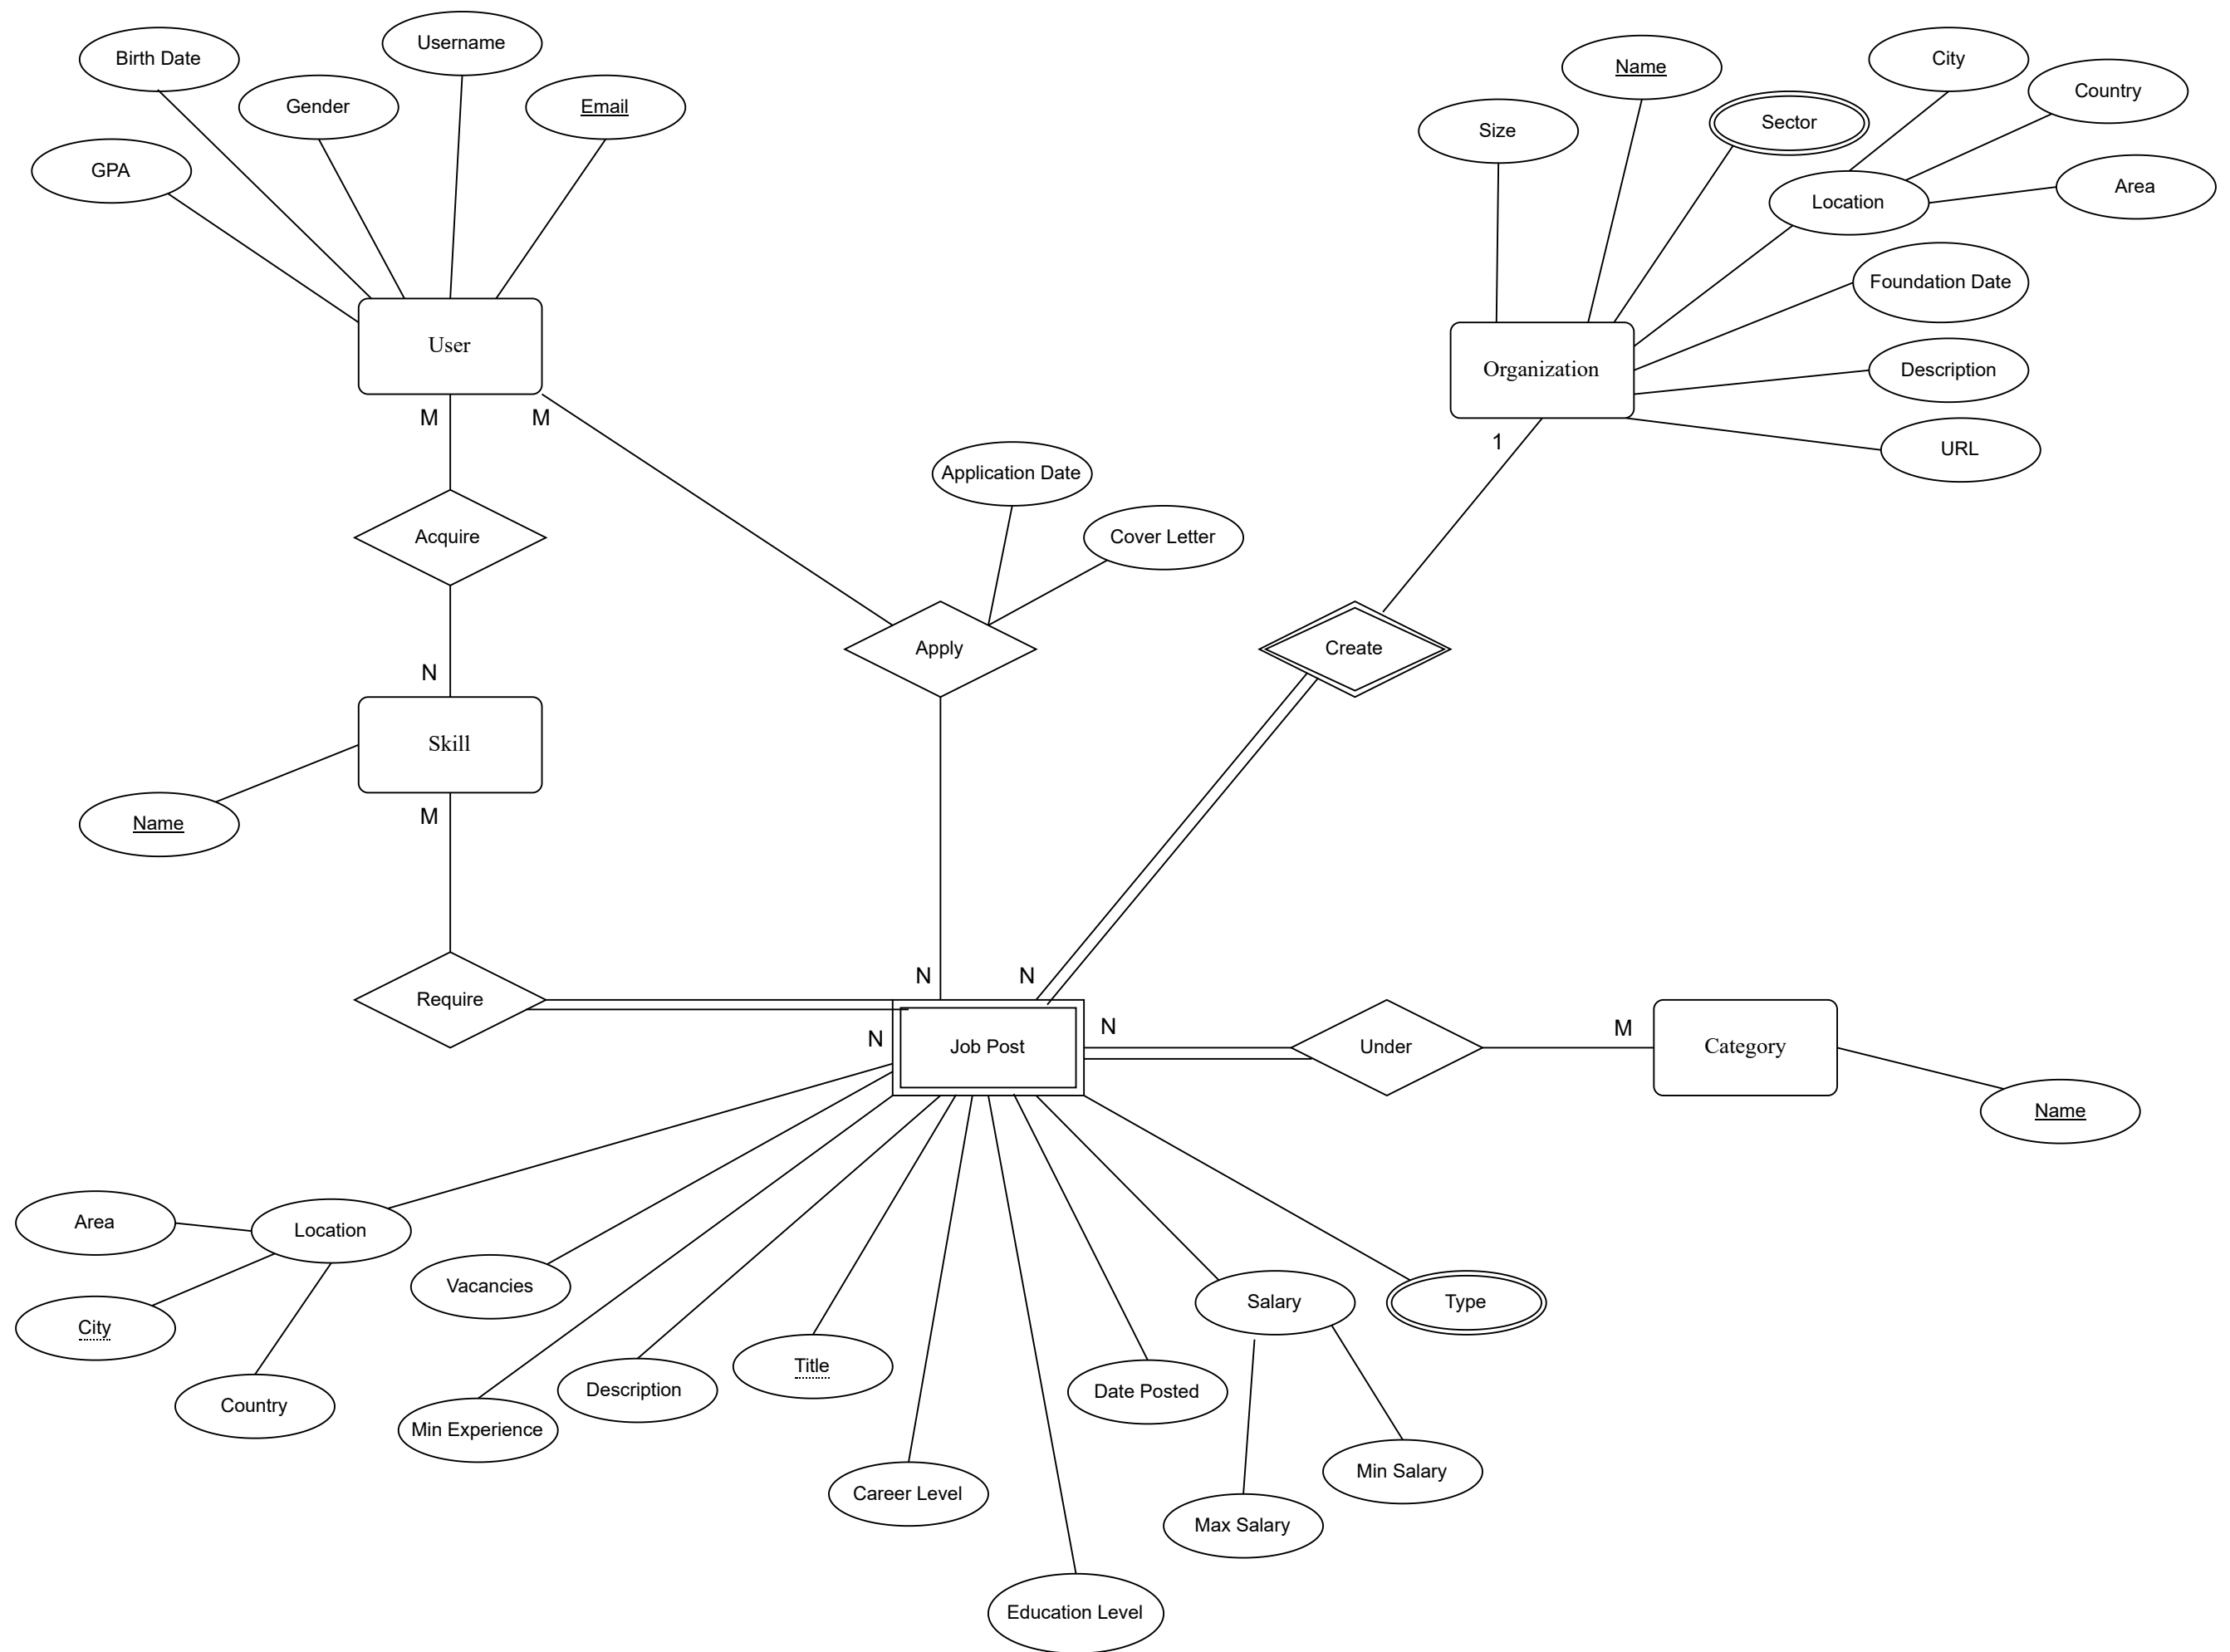 Username
Birth Date
Gender
Email
GPA
User
Name
City
Country
Size
Sector
Area
Location
Foundation Date
Organization
Description
URL
M
M
1
Application Date
Cover Letter
Acquire
Apply
Create
N
Skill
Name
M
N
N
Require
N
Job Post
N
Under
M
Category
Name
Area
Location
City
Country
Vacancies
Min Experience
Description
Title
Career Level
Education Level
Date Posted
Salary
Type
Max Salary
Min Salary